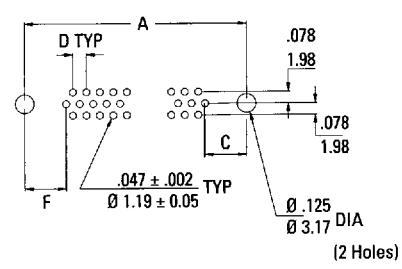 A
D TYP
.078
1.98
.078
1.98
C
F
.047 ± .002 TYP
Ø 1.19 ± 0.05
Ø .125 DIA
Ø 3.17
(2 Holes)